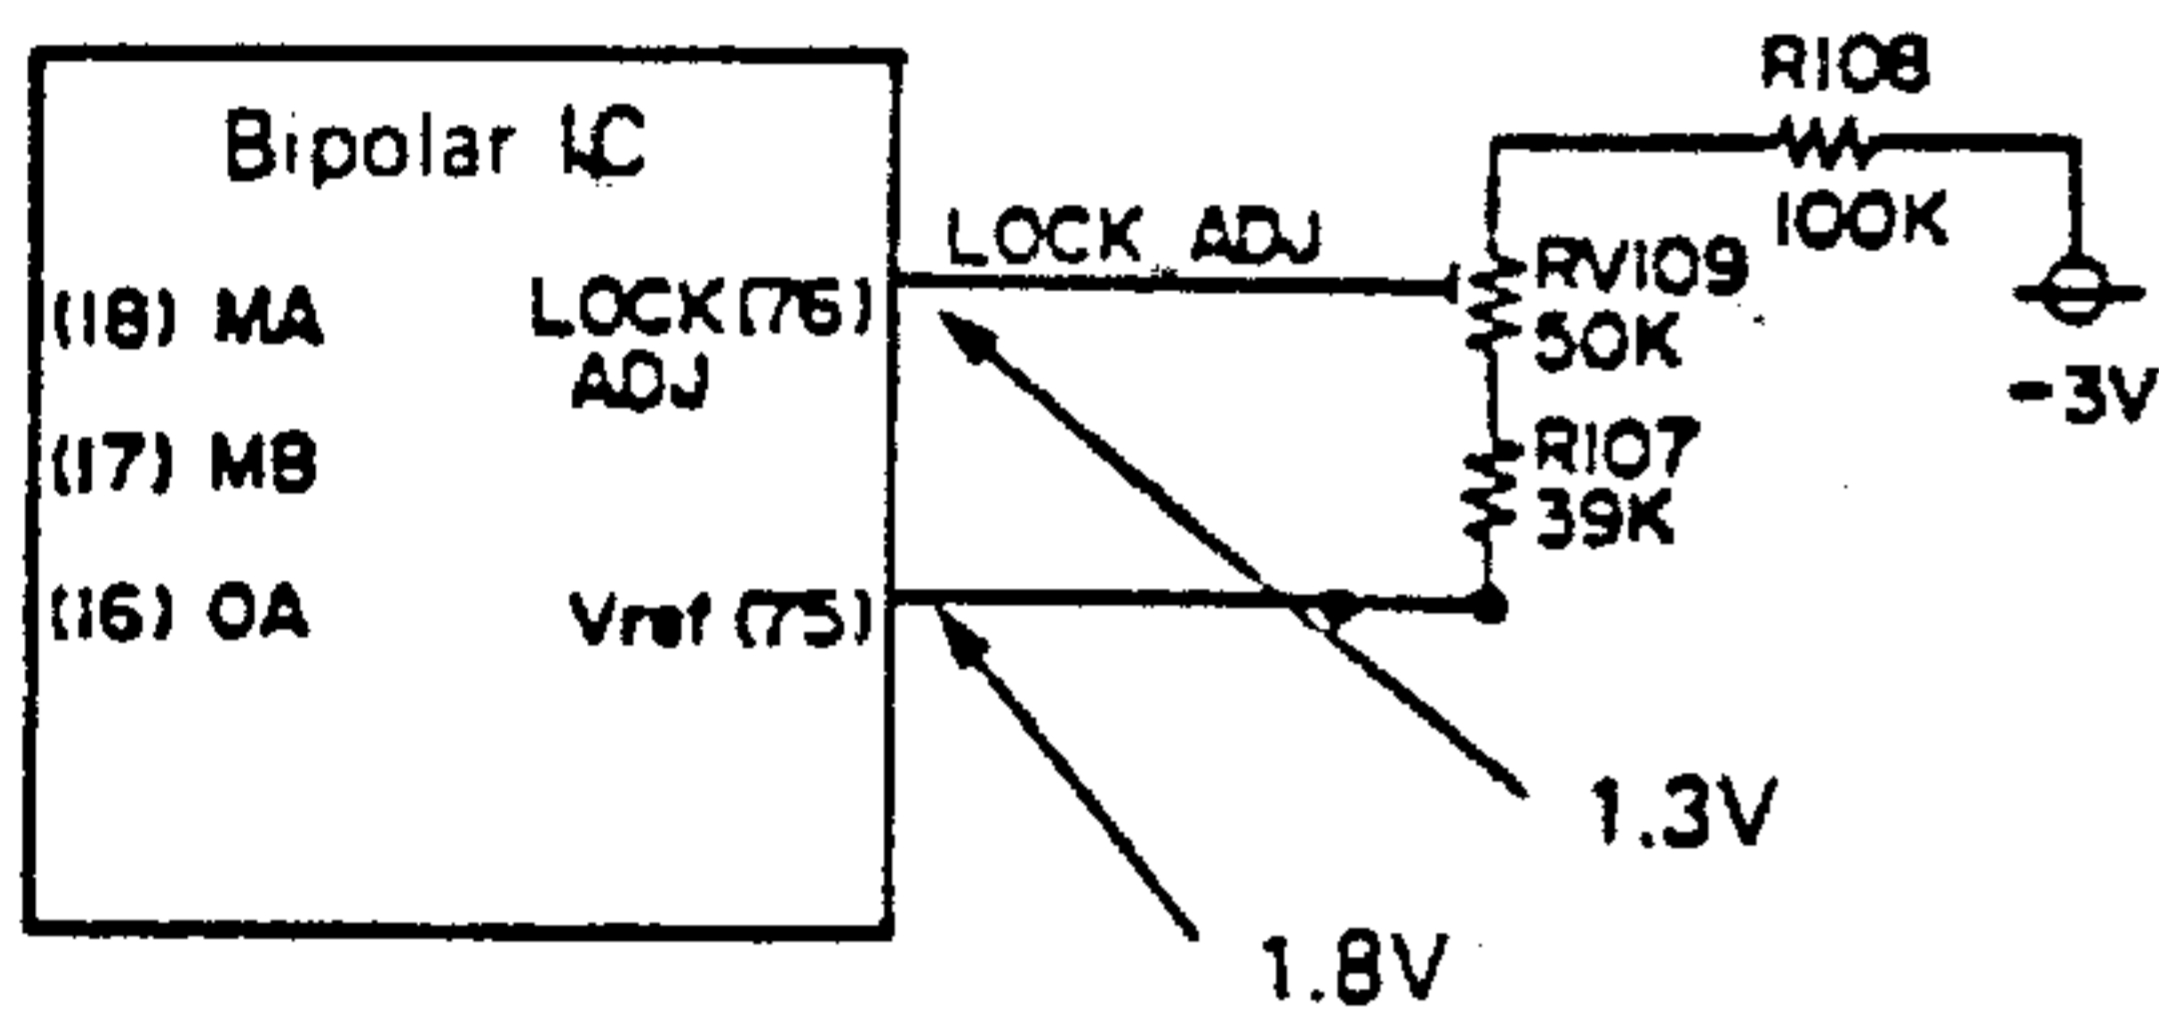 R108
Bipolar IC
100K
LOCK ADJ
RV109
50K
(18) MA
LOCK (76)
ADJ
-3V
(17) MB
R107
39K
(16) OA
Vref (75)
1.3V
1.8V